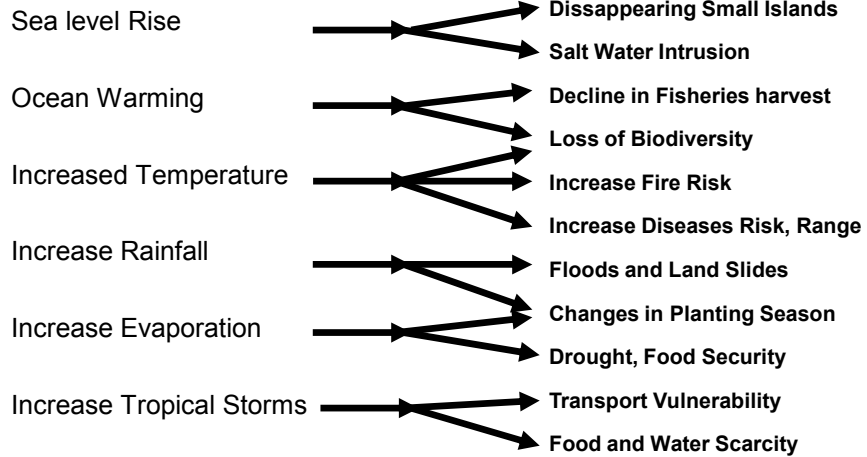 Sea level Rise
Dissappearing Small Islands
Salt Water Intrusion
Ocean Warming
Decline in Fisheries harvest
Loss of Biodiversity
Increased Temperature
Increase Fire Risk
Increase Diseases Risk, Range
Increase Rainfall
Floods and Land Slides
Changes in Planting Season
Increase Evaporation
Drought, Food Security
Increase Tropical Storms
Transport Vulnerability
Food and Water Scarcity